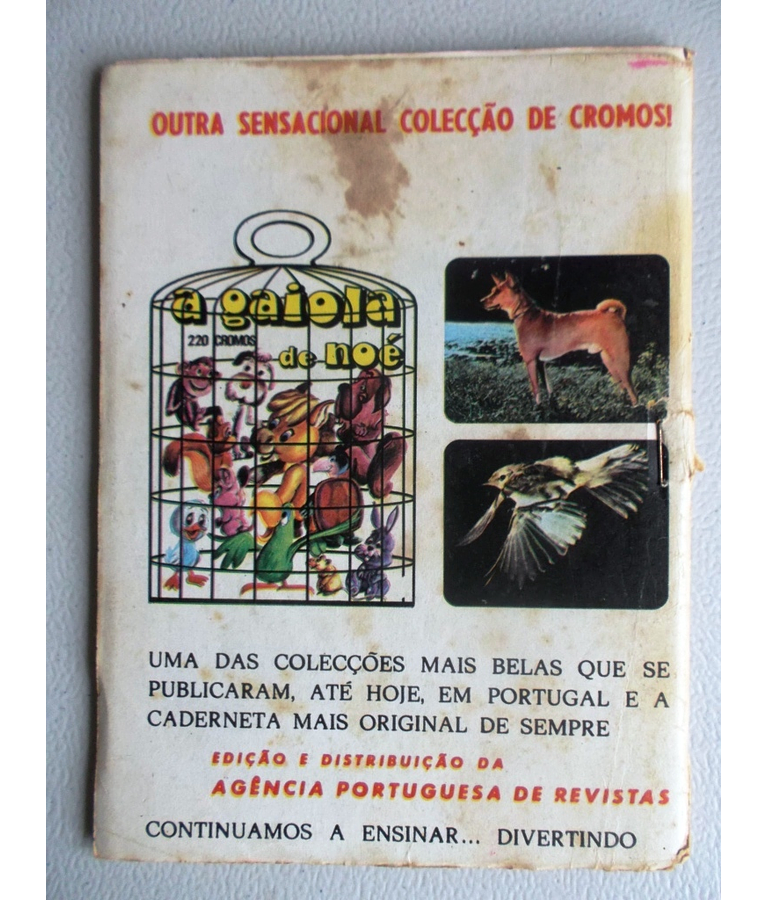 OUTRA SENSACIONAL COLECÇÃO DE CROMOS!
a gaiola
220 CROMOS
de noé
UMA DAS COLECÇÕES MAIS BELAS QUE SE
PUBLICARAM, ATÉ HOJE, EM PORTUGAL E A
CADERNETA MAIS ORIGINAL DE SEMPRE
EDIÇÃO E DISTRIBUIÇÃO DA
AGÊNCIA PORTUGUESA DE REVISTAS
CONTINUAMOS A ENSINAR... DIVERTINDO